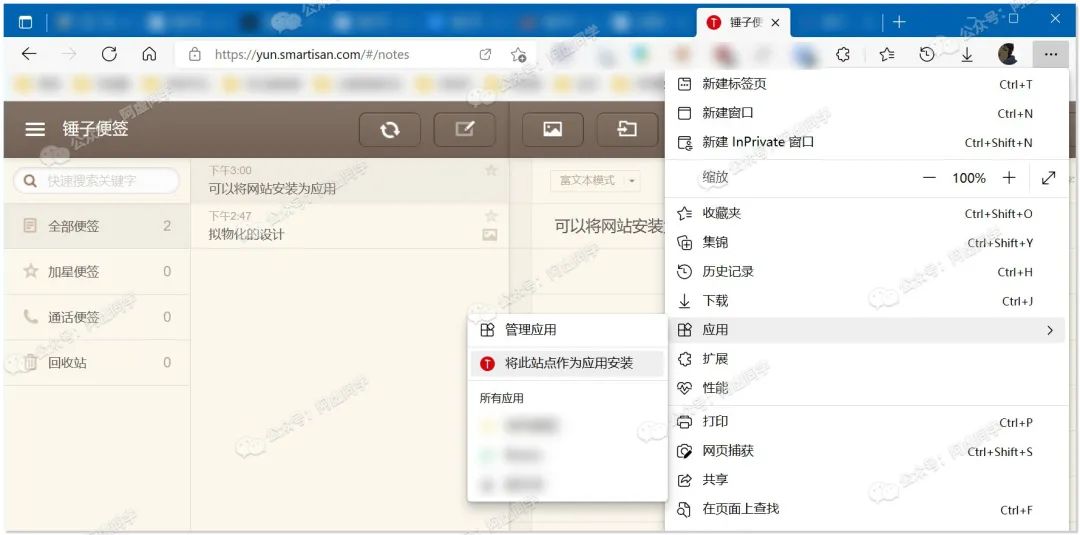 锤子便
https://yun.smartisan.com/#/notes
锤子便签
快速搜索关键字
全部便签 2
加星便签 0
通话便签 0
回收站 0
下午3:00
可以将网站安装为应用
下午2:47
拟物化的设计
富文本模式
可以将网站安装
新建标签页 Ctrl+T
新建窗口 Ctrl+N
新建 InPrivate 窗口 Ctrl+Shift+N
缩放 — 100% +
收藏夹 Ctrl+Shift+O
集锦 Ctrl+Shift+Y
历史记录 Ctrl+H
下载 Ctrl+J
应用
扩展
性能
打印 Ctrl+P
网页捕获 Ctrl+Shift+S
共享
在页面上查找 Ctrl+F
管理应用
将此站点作为应用安装
所有应用
公众号：阿虚同学